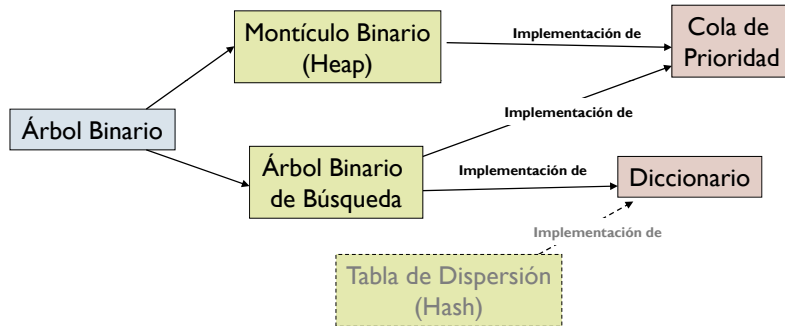 Montículo Binario
(Heap)
Implementación de
Cola de
Prioridad
Árbol Binario
Implementación de
Árbol Binario
de Búsqueda
Implementación de
Diccionario
Implementación de
Tabla de Dispersión
(Hash)